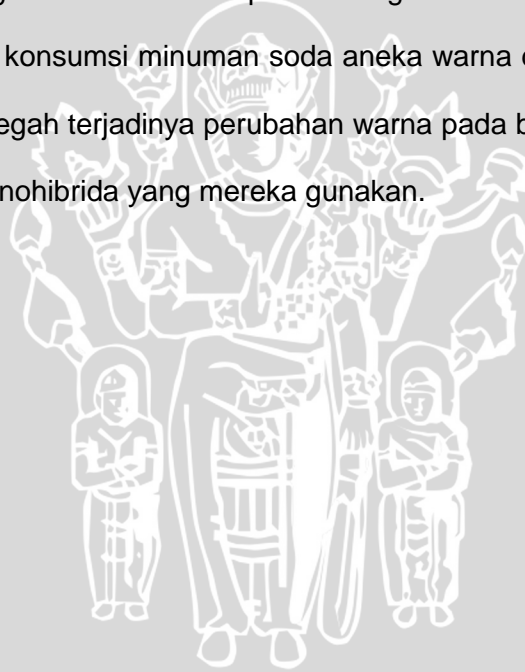 konsumsi minuman soda aneka warna
egah terjadinya perubahan warna pada
nohibrida yang mereka gunakan.